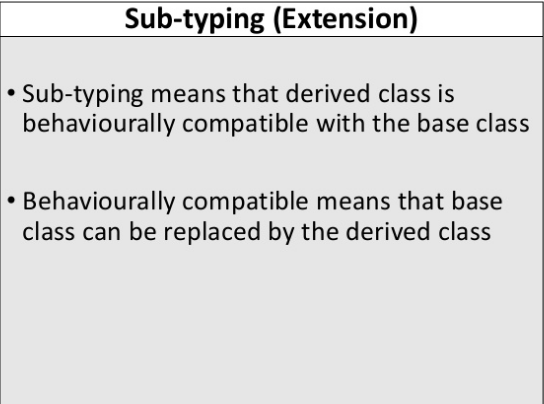 Sub-typing (Extension)
• Sub-typing means that derived class is
behaviourally compatible with the base class
• Behaviourally compatible means that base
class can be replaced by the derived class